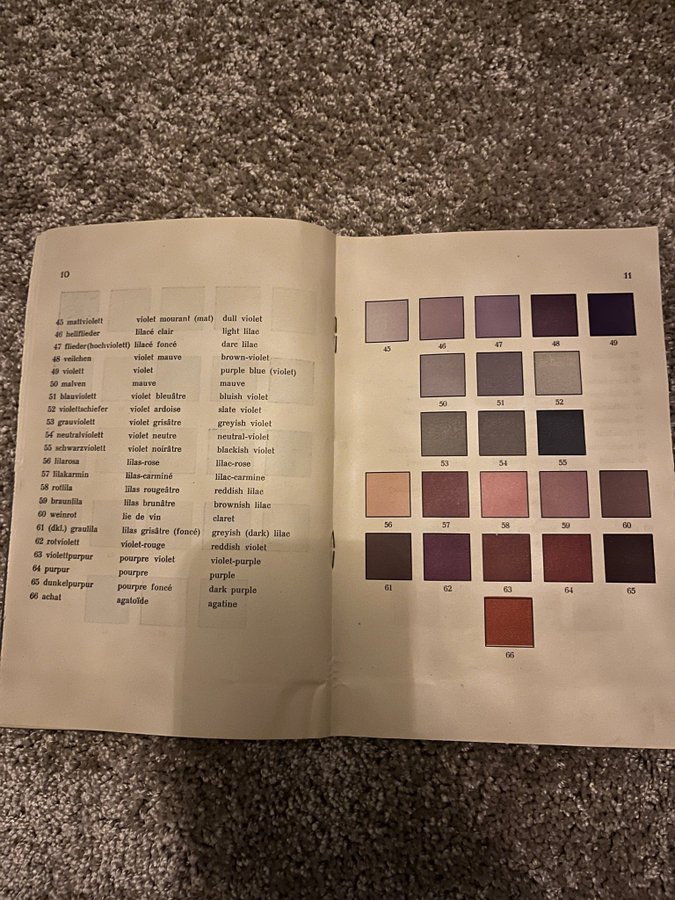 10
45 mattviolett violet mourant (mat) dull violet
46 hellflieder lilacé clair light lilac
47 flieder(hochviolett) lilacé foncé darc lilac
48 veilchen violet mauve brown-violet
49 violett violet purple blue (violet)
50 malven mauve mauve
51 blauviolett violet bleuâtre bluish violet
52 violettschiefer violet ardoise slate violet
53 grauviolett violet grisâtre greyish violet
54 neutralviolett violet neutre neutral-violet
55 schwarzviolett violet noirâtre blackish violet
56 lilarosa lilas-rose lilac-rose
57 lilakarmin lilas-carminé lilac-carmine
58 rotlila lilas rougeâtre reddish lilac
59 braunlila lilas brunâtre brownish lilac
60 weinrot lie de vin claret
61 (dkl.) graulila lilas grisâtre (foncé) greyish (dark) lilac
62 rotviolett violet-rouge reddish violet
63 violettpurpur pourpre violet violet-purple
64 purpur pourpre purple
65 dunkelpurpur pourpre foncé dark purple
66 achat agatoïde agatine
11
45 46 47 48 49
50 51 52
53 54 55
56 57 58 59 60
61 62 63 64 65
66